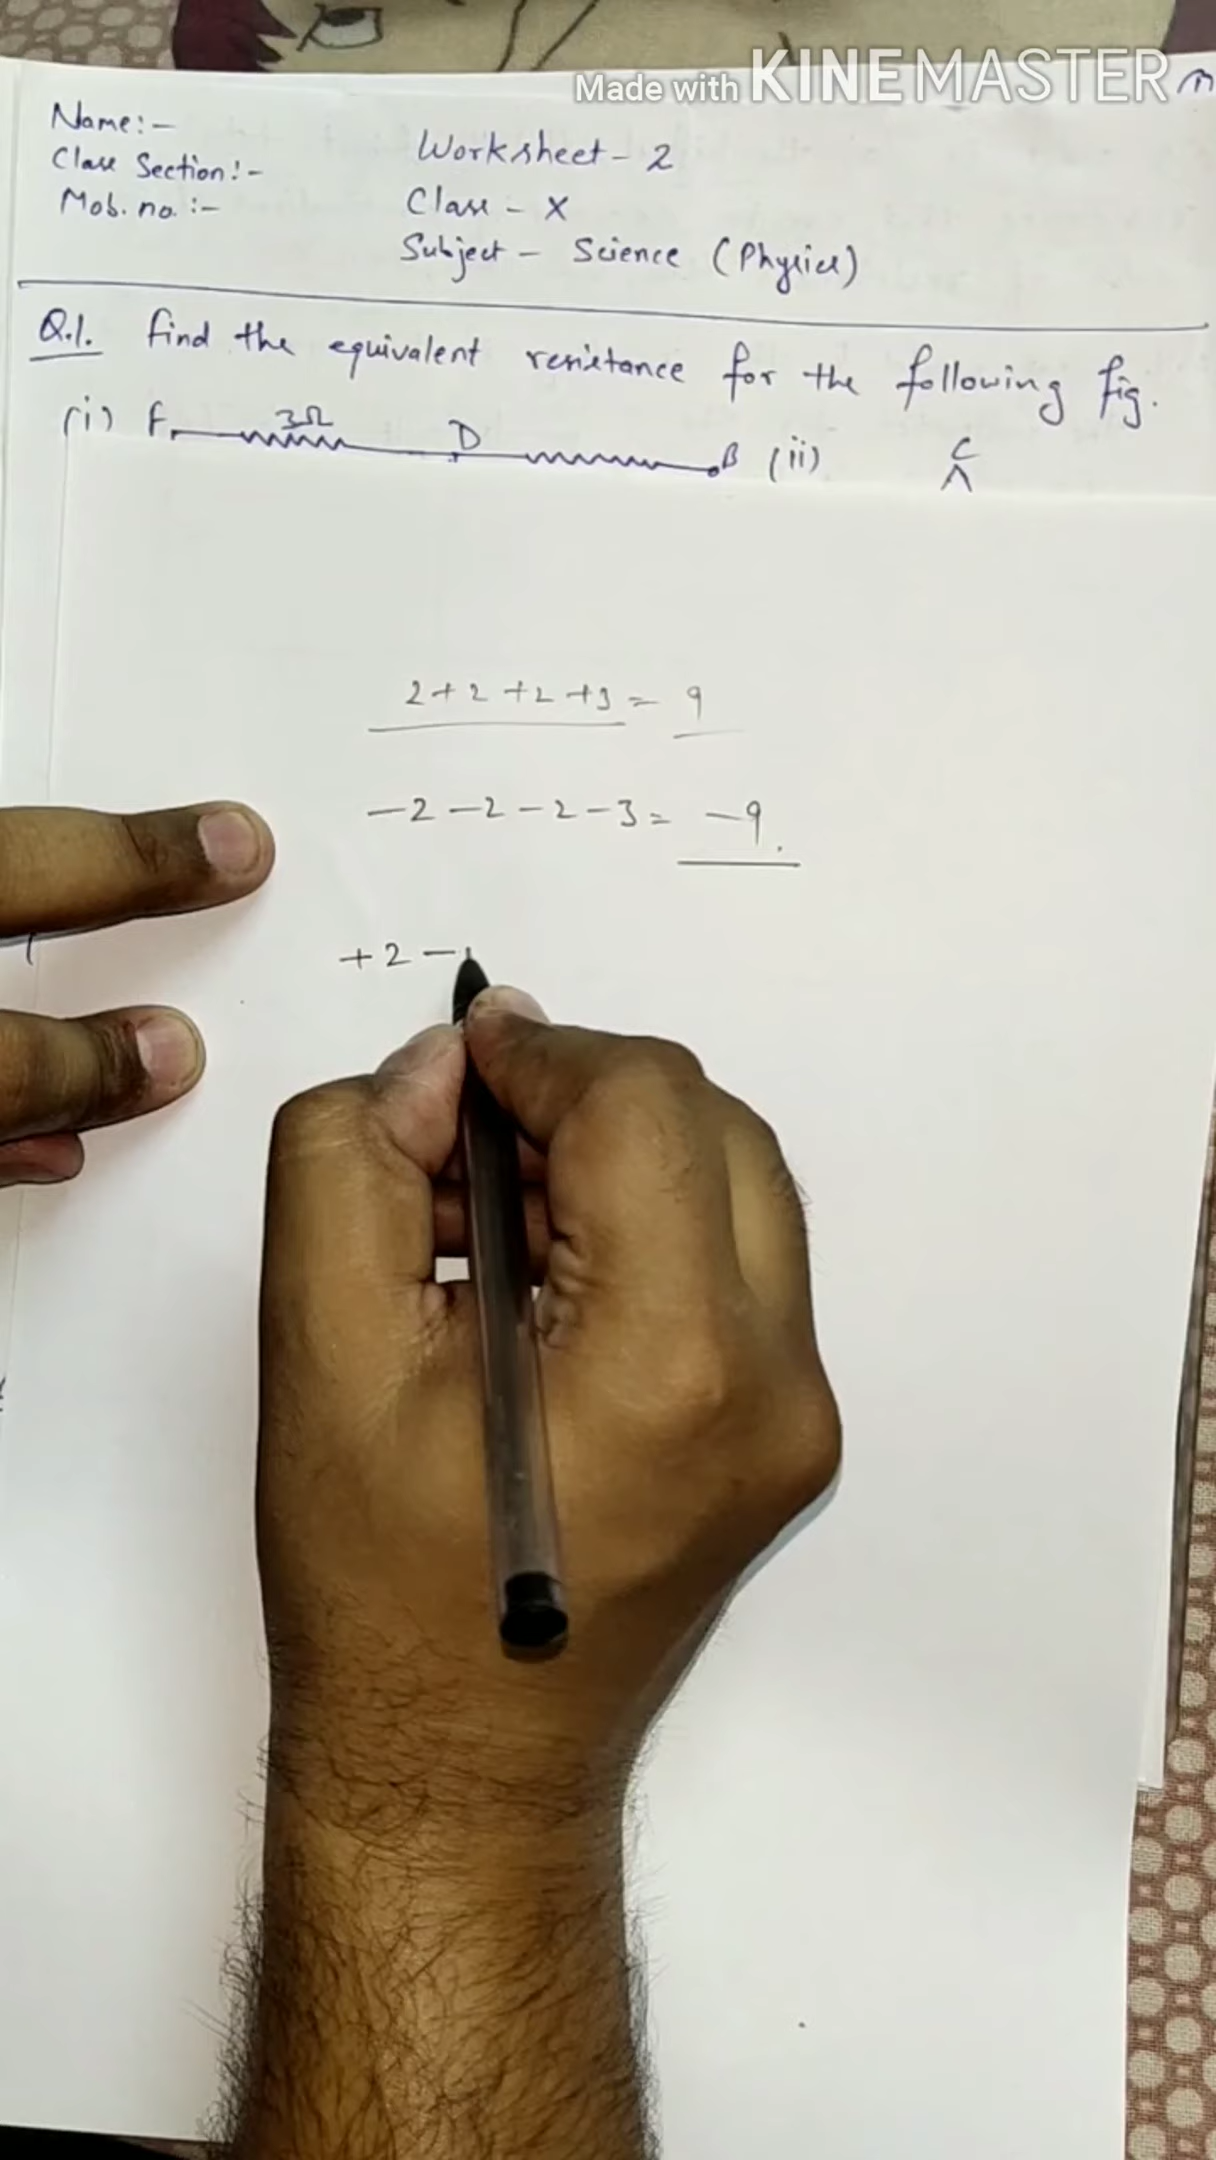 Made with KINEMASTER
Name:-
Class Section:-
Mob. no. :-
Worksheet - 2
Class - X
Subject - Science (Physics)
Q.1. find the equivalent resistance for the following fig.
(i) F 3Ω D B (ii) C
2+2+2+3 = 9
-2-2-2-3 = -9.
+2 -